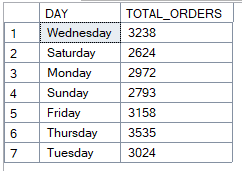 DAY TOTAL_ORDERS
1 Wednesday 3238
2 Saturday 2624
3 Monday 2972
4 Sunday 2793
5 Friday 3158
6 Thursday 3535
7 Tuesday 3024